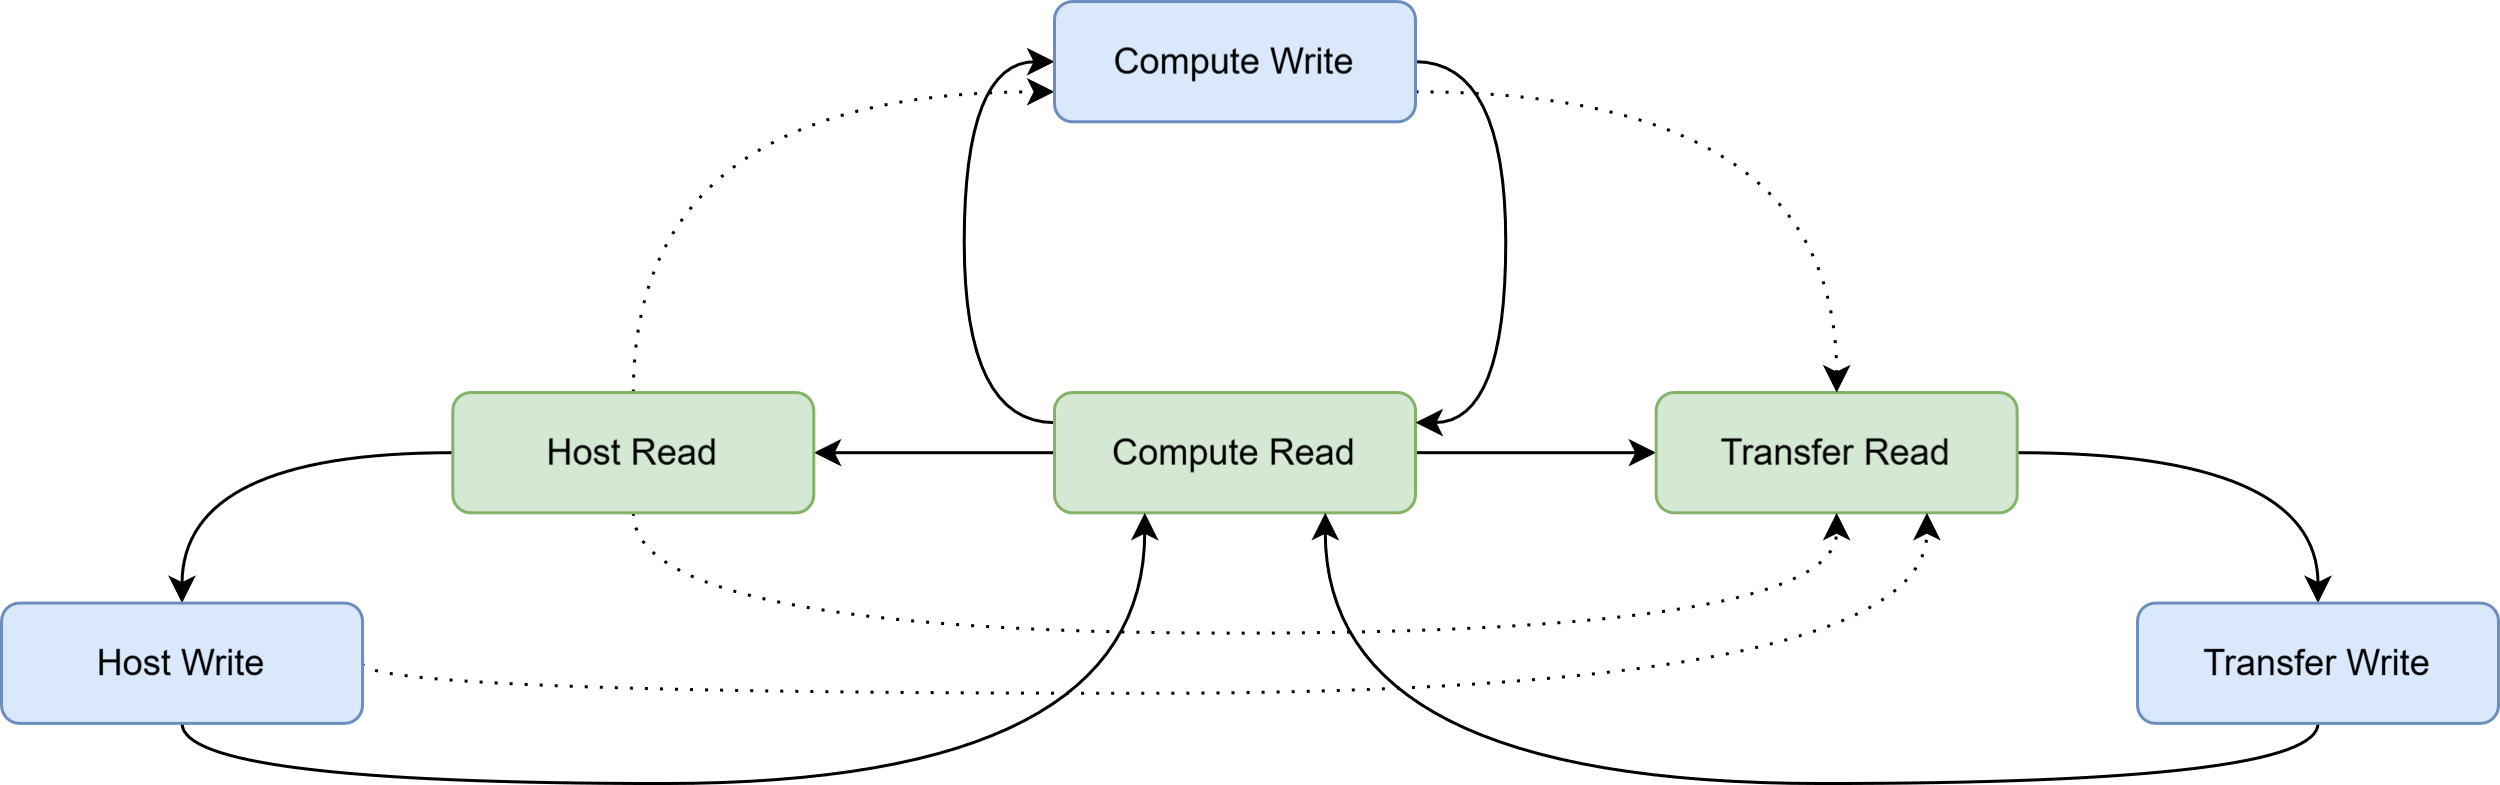 Compute Write
Host Read
Compute Read
Transfer Read
Host Write
Transfer Write